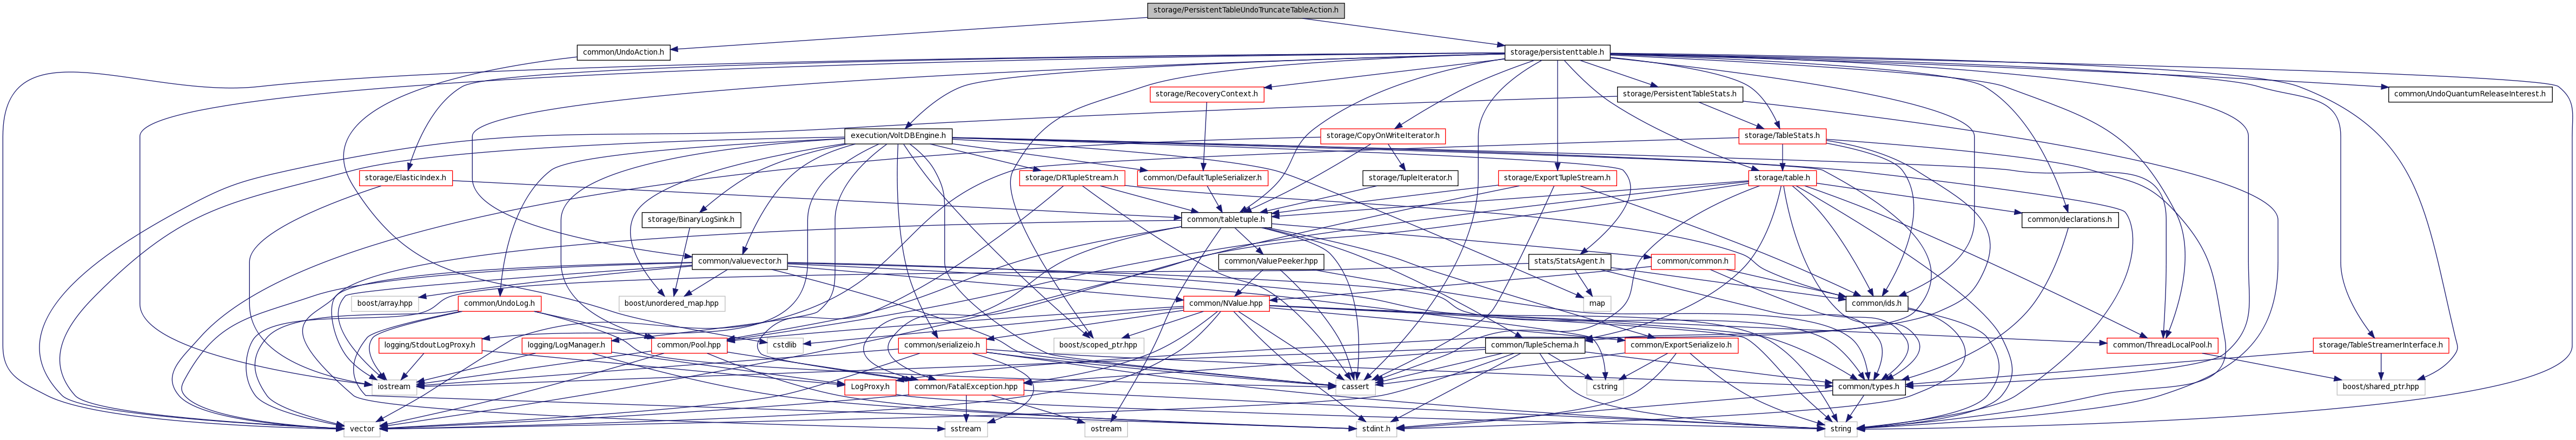 storage/PersistentTableUndoTruncateTableAction.h
common/UndoAction.h
storage/persistenttable.h
storage/RecoveryContext.h
storage/PersistentTableStats.h
common/UndoQuantumReleaseInterest.h
execution/VoltDBEngine.h
storage/CopyOnWriteIterator.h
storage/TableStats.h
storage/ElasticIndex.h
storage/DRTupleStream.h
common/DefaultTupleSerializer.h
storage/TupleIterator.h
storage/ExportTupleStream.h
storage/table.h
storage/BinaryLogSink.h
common/tabletuple.h
common/declarations.h
common/valuevector.h
common/ValuePeeker.hpp
stats/StatsAgent.h
common/common.h
boost/array.hpp
common/UndoLog.h
boost/unordered_map.hpp
common/NValue.hpp
map
common/ids.h
logging/StdoutLogProxy.h
logging/LogManager.h
common/Pool.hpp
cstdlib
common/serializeio.h
boost/scoped_ptr.hpp
common/TupleSchema.h
common/ExportSerializeIo.h
common/ThreadLocalPool.h
storage/TableStreamerInterface.h
iostream
LogProxy.h
common/FatalException.hpp
cassert
cstring
common/types.h
boost/shared_ptr.hpp
vector
sstream
ostream
stdint.h
string